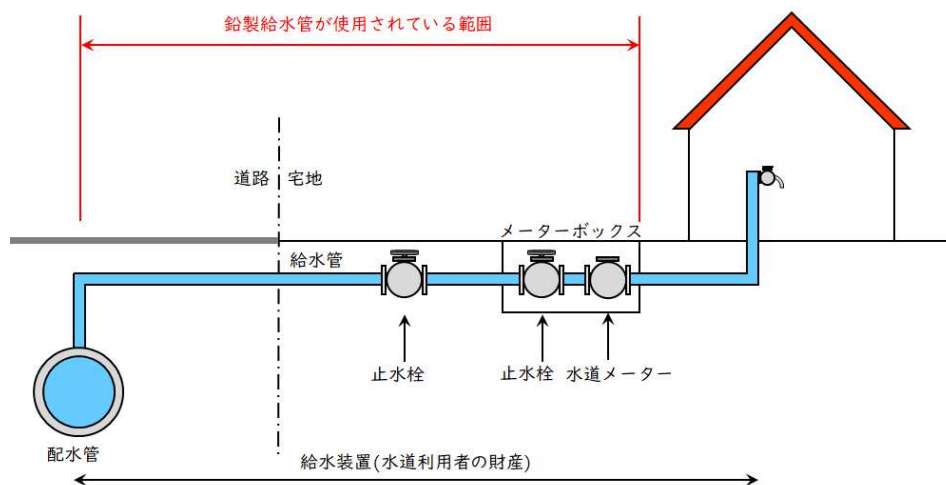 鉛製給水管が使用されている範囲
道路
宅地
メーターボックス
給水管
止水栓
止水栓
水道メーター
配水管
給水装置(水道利用者の財産)